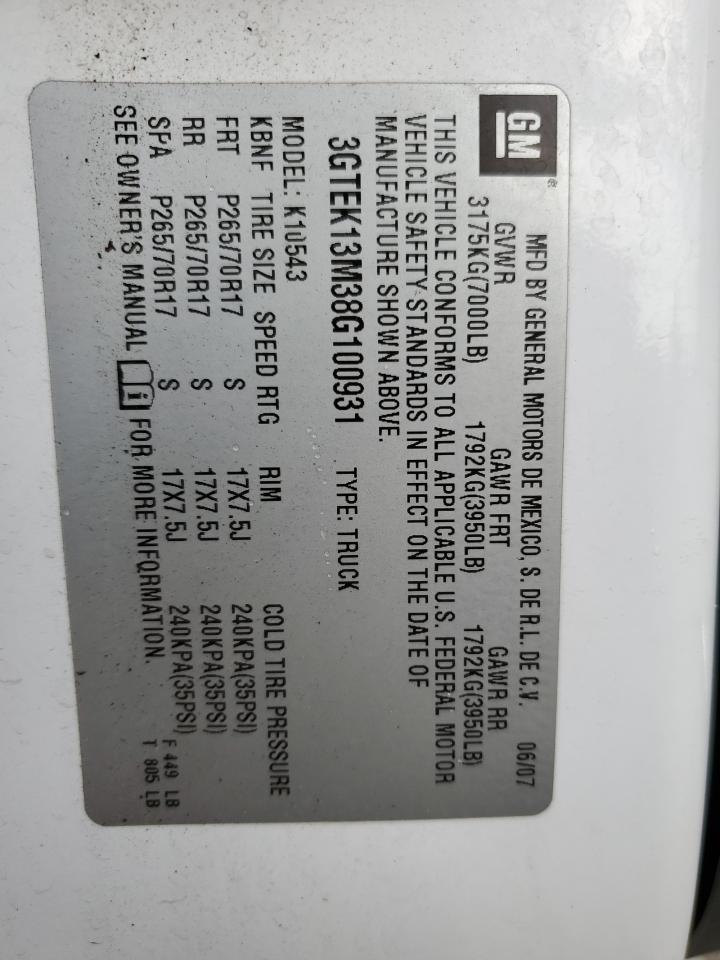 GM®
MFD BY GENERAL MOTORS DE MEXICO, S. DE R.L. DE C.V. 06/07
GVWR GAWR FRT GAWR RR
3175KG(7000LB) 1792KG(3950LB) 1792KG(3950LB)
THIS VEHICLE CONFORMS TO ALL APPLICABLE U.S. FEDERAL MOTOR
VEHICLE SAFETY STANDARDS IN EFFECT ON THE DATE OF
MANUFACTURE SHOWN ABOVE.
3GTEK13M38G100931 TYPE: TRUCK
MODEL: K10543
KBNF TIRE SIZE SPEED RTG RIM COLD TIRE PRESSURE
FRT P265/70R17 S 17X7.5J 240KPA(35PSI)
RR P265/70R17 S 17X7.5J 240KPA(35PSI)
SPA P265/70R17 S 17X7.5J 240KPA(35PSI) F 449 LB
SEE OWNER'S MANUAL i FOR MORE INFORMATION. T 805 LB